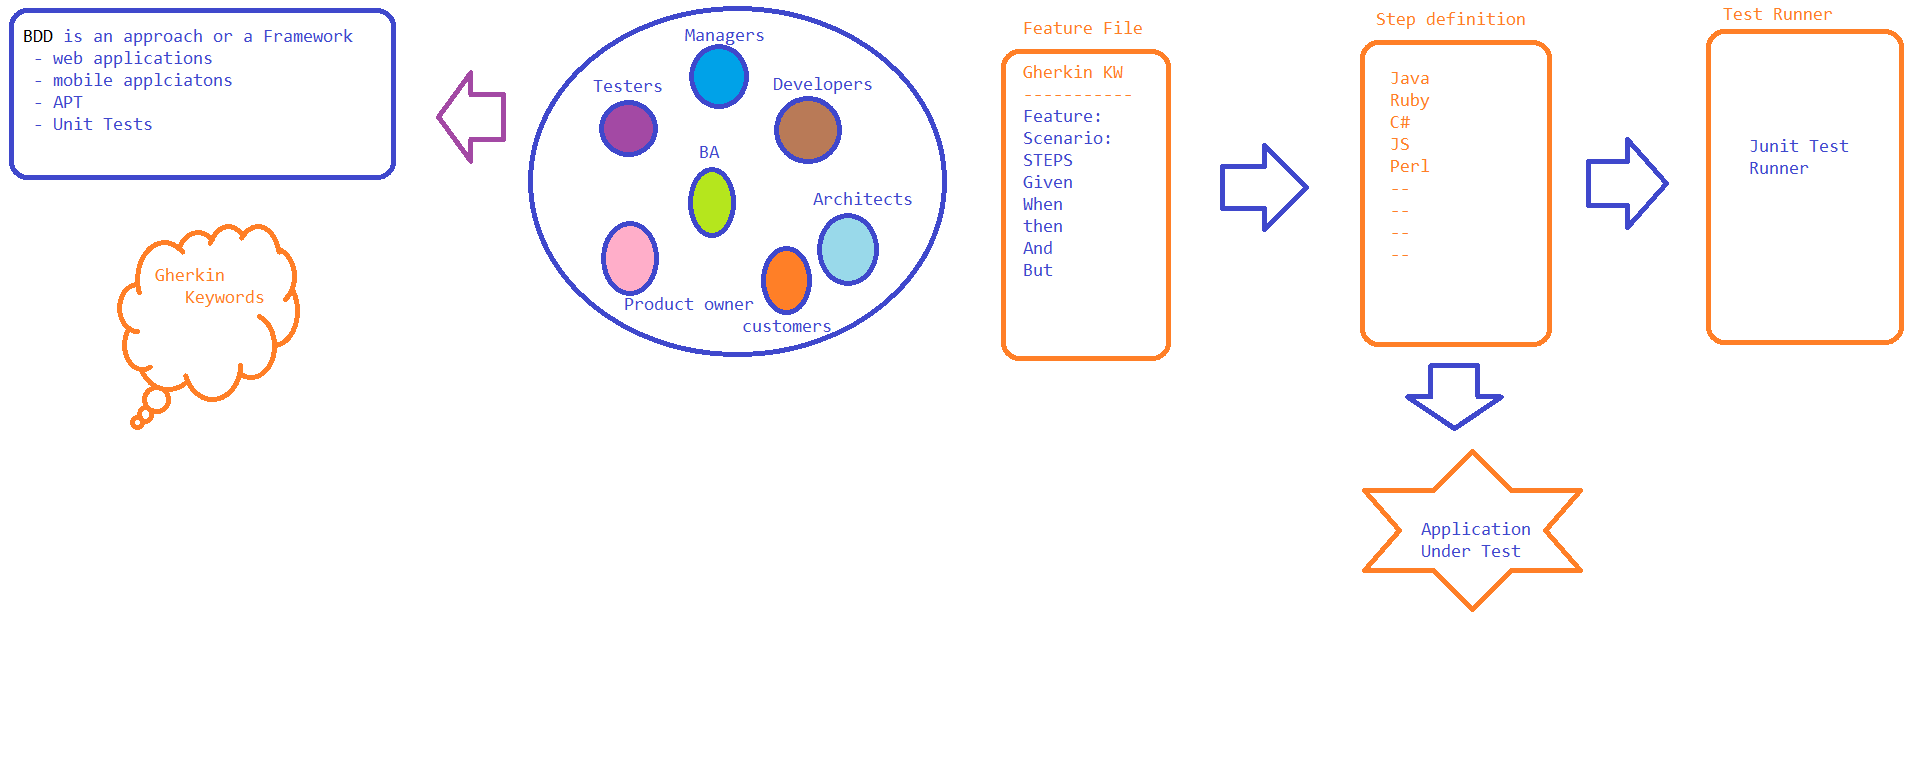 BDD is an approach or a Framework
- web applications
- mobile applciatons
- APT
- Unit Tests
Gherkin
Keywords
Managers
Testers
Developers
BA
Architects
Product owner
customers
Feature File
Gherkin KW
-----------
Feature:
Scenario:
STEPS
Given
When
then
And
But
Step definition
Java
Ruby
C#
JS
Perl
--
--
--
--
Application
Under Test
Test Runner
Junit Test
Runner